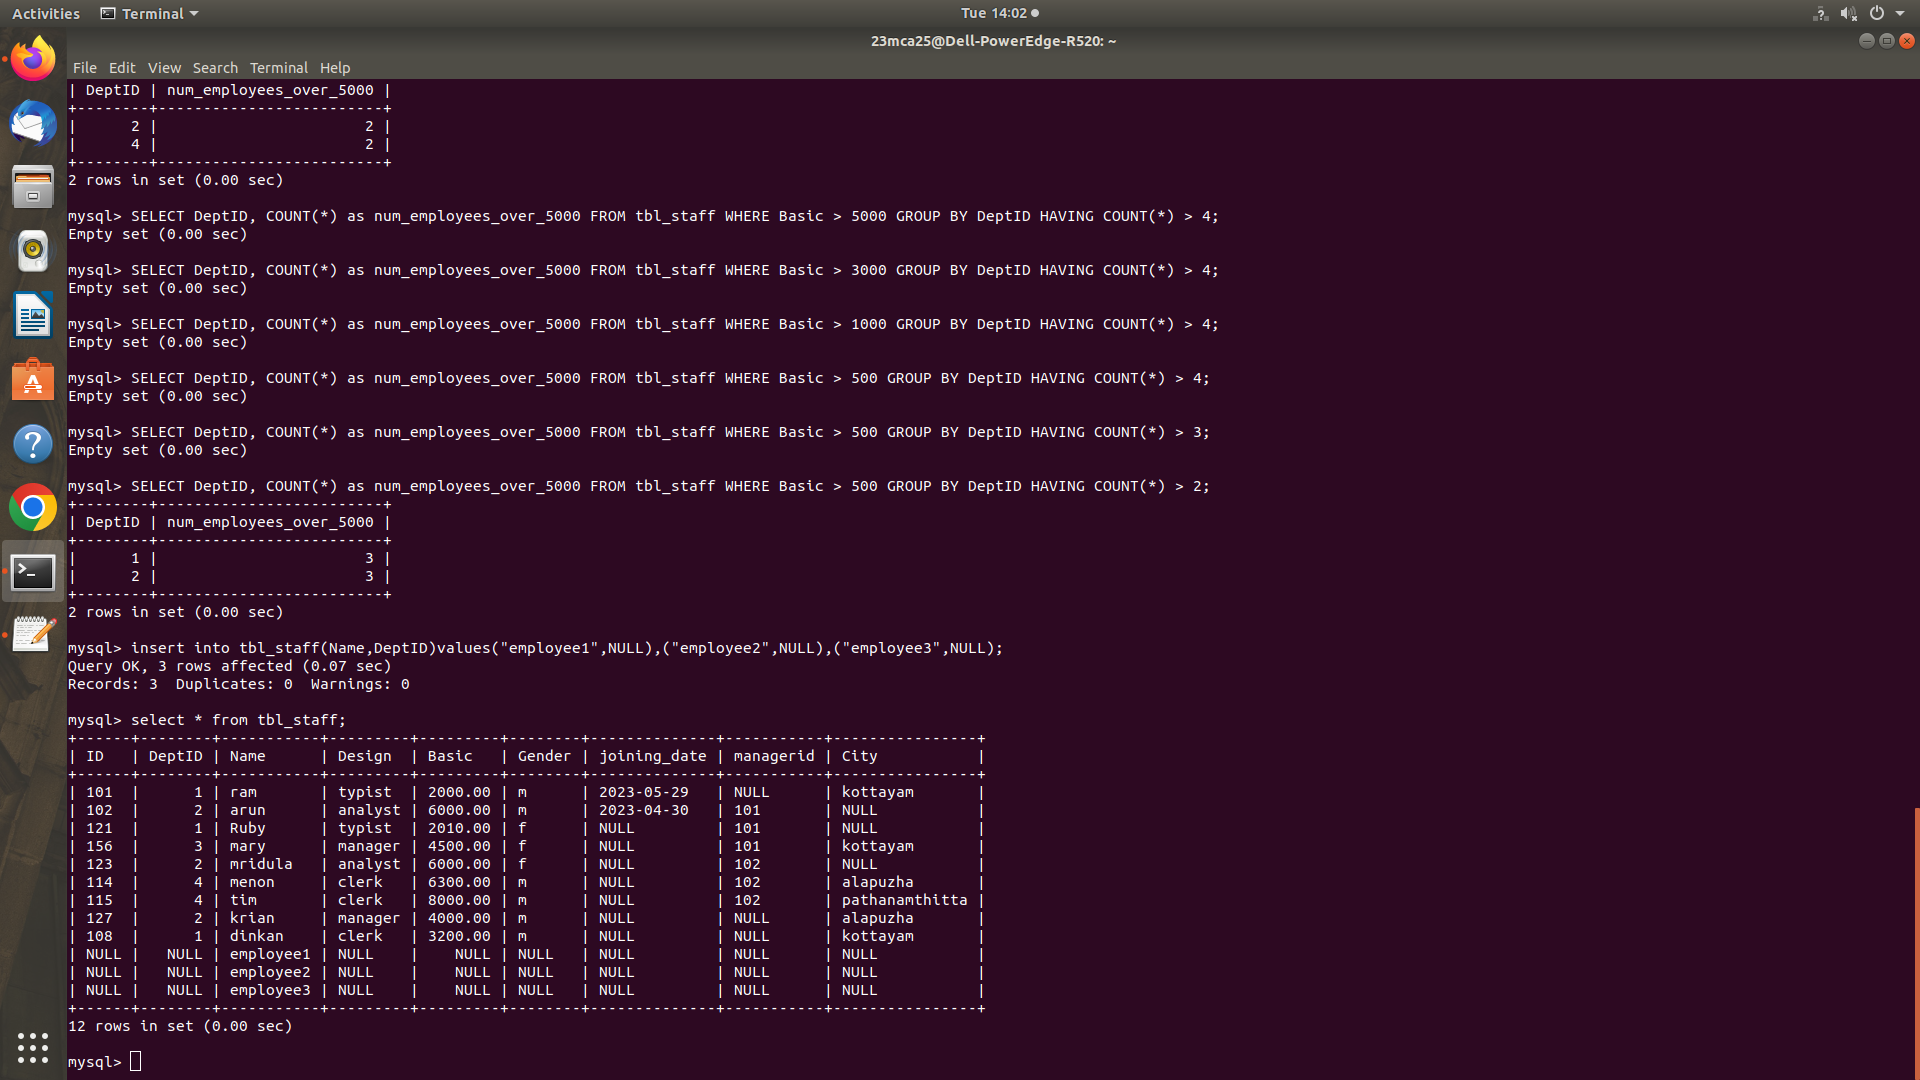 Activities Terminal Tue 14:02
23mca25@Dell-PowerEdge-R520: ~
File Edit View Search Terminal Help
| DeptID | num_employees_over_5000 |
+--------+-------------------------+
|      2 |                       2 |
|      4 |                       2 |
+--------+-------------------------+
2 rows in set (0.00 sec)

mysql> SELECT DeptID, COUNT(*) as num_employees_over_5000 FROM tbl_staff WHERE Basic > 5000 GROUP BY DeptID HAVING COUNT(*) > 4;
Empty set (0.00 sec)

mysql> SELECT DeptID, COUNT(*) as num_employees_over_5000 FROM tbl_staff WHERE Basic > 3000 GROUP BY DeptID HAVING COUNT(*) > 4;
Empty set (0.00 sec)

mysql> SELECT DeptID, COUNT(*) as num_employees_over_5000 FROM tbl_staff WHERE Basic > 1000 GROUP BY DeptID HAVING COUNT(*) > 4;
Empty set (0.00 sec)

mysql> SELECT DeptID, COUNT(*) as num_employees_over_5000 FROM tbl_staff WHERE Basic > 500 GROUP BY DeptID HAVING COUNT(*) > 4;
Empty set (0.00 sec)

mysql> SELECT DeptID, COUNT(*) as num_employees_over_5000 FROM tbl_staff WHERE Basic > 500 GROUP BY DeptID HAVING COUNT(*) > 3;
Empty set (0.00 sec)

mysql> SELECT DeptID, COUNT(*) as num_employees_over_5000 FROM tbl_staff WHERE Basic > 500 GROUP BY DeptID HAVING COUNT(*) > 2;
+--------+-------------------------+
| DeptID | num_employees_over_5000 |
+--------+-------------------------+
|      1 |                       3 |
|      2 |                       3 |
+--------+-------------------------+
2 rows in set (0.00 sec)

mysql> insert into tbl_staff(Name,DeptID)values("employee1",NULL),("employee2",NULL),("employee3",NULL);
Query OK, 3 rows affected (0.07 sec)
Records: 3  Duplicates: 0  Warnings: 0

mysql> select * from tbl_staff;
+------+--------+-----------+---------+---------+--------+--------------+-----------+----------------+
| ID   | DeptID | Name      | Design  | Basic   | Gender | joining_date | managerid | City           |
+------+--------+-----------+---------+---------+--------+--------------+-----------+----------------+
| 101  |      1 | ram       | typist  | 2000.00 | m      | 2023-05-29   | NULL      | kottayam       |
| 102  |      2 | arun      | analyst | 6000.00 | m      | 2023-04-30   | 101       | NULL           |
| 121  |      1 | Ruby      | typist  | 2010.00 | f      | NULL         | 101       | NULL           |
| 156  |      3 | mary      | manager | 4500.00 | f      | NULL         | 101       | kottayam       |
| 123  |      2 | mridula   | analyst | 6000.00 | f      | NULL         | 102       | NULL           |
| 114  |      4 | menon     | clerk   | 6300.00 | m      | NULL         | 102       | alapuzha       |
| 115  |      4 | tim       | clerk   | 8000.00 | m      | NULL         | 102       | pathanamthitta |
| 127  |      2 | krian     | manager | 4000.00 | m      | NULL         | NULL      | alapuzha       |
| 108  |      1 | dinkan    | clerk   | 3200.00 | m      | NULL         | NULL      | kottayam       |
| NULL |   NULL | employee1 | NULL    |    NULL | NULL   | NULL         | NULL      | NULL           |
| NULL |   NULL | employee2 | NULL    |    NULL | NULL   | NULL         | NULL      | NULL           |
| NULL |   NULL | employee3 | NULL    |    NULL | NULL   | NULL         | NULL      | NULL           |
+------+--------+-----------+---------+---------+--------+--------------+-----------+----------------+
12 rows in set (0.00 sec)

mysql>